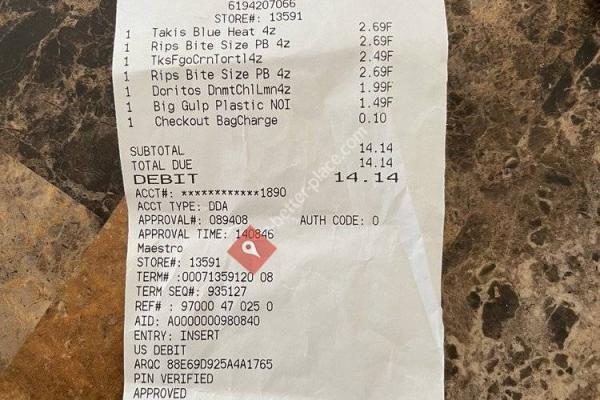 6194207066
STORE#: 13591
1 Takis Blue Heat 4z 2.69F
1 Rips Bite Size PB 4z 2.69F
1 TksFgoCrnTortl4z 2.49F
1 Rips Bite Size PB 4z 2.69F
1 Doritos DnmtChlLmn4z 1.99F
1 Big Gulp Plastic NOI 1.49F
1 Checkout BagCharge 0.10
SUBTOTAL 14.14
TOTAL DUE 14.14
DEBIT 14.14
ACCT#: ************1890
ACCT TYPE: DDA
APPROVAL#: 089408 AUTH CODE: 0
APPROVAL TIME: 140846
Maestro
STORE#: 13591
TERM# :00071359120 08
TERM SEQ#: 935127
REF# : 97000 47 025 0
AID: A0000000980840
ENTRY: INSERT
US DEBIT
ARQC 88E69D925A4A1765
PIN VERIFIED
APPROVED
better-place.com